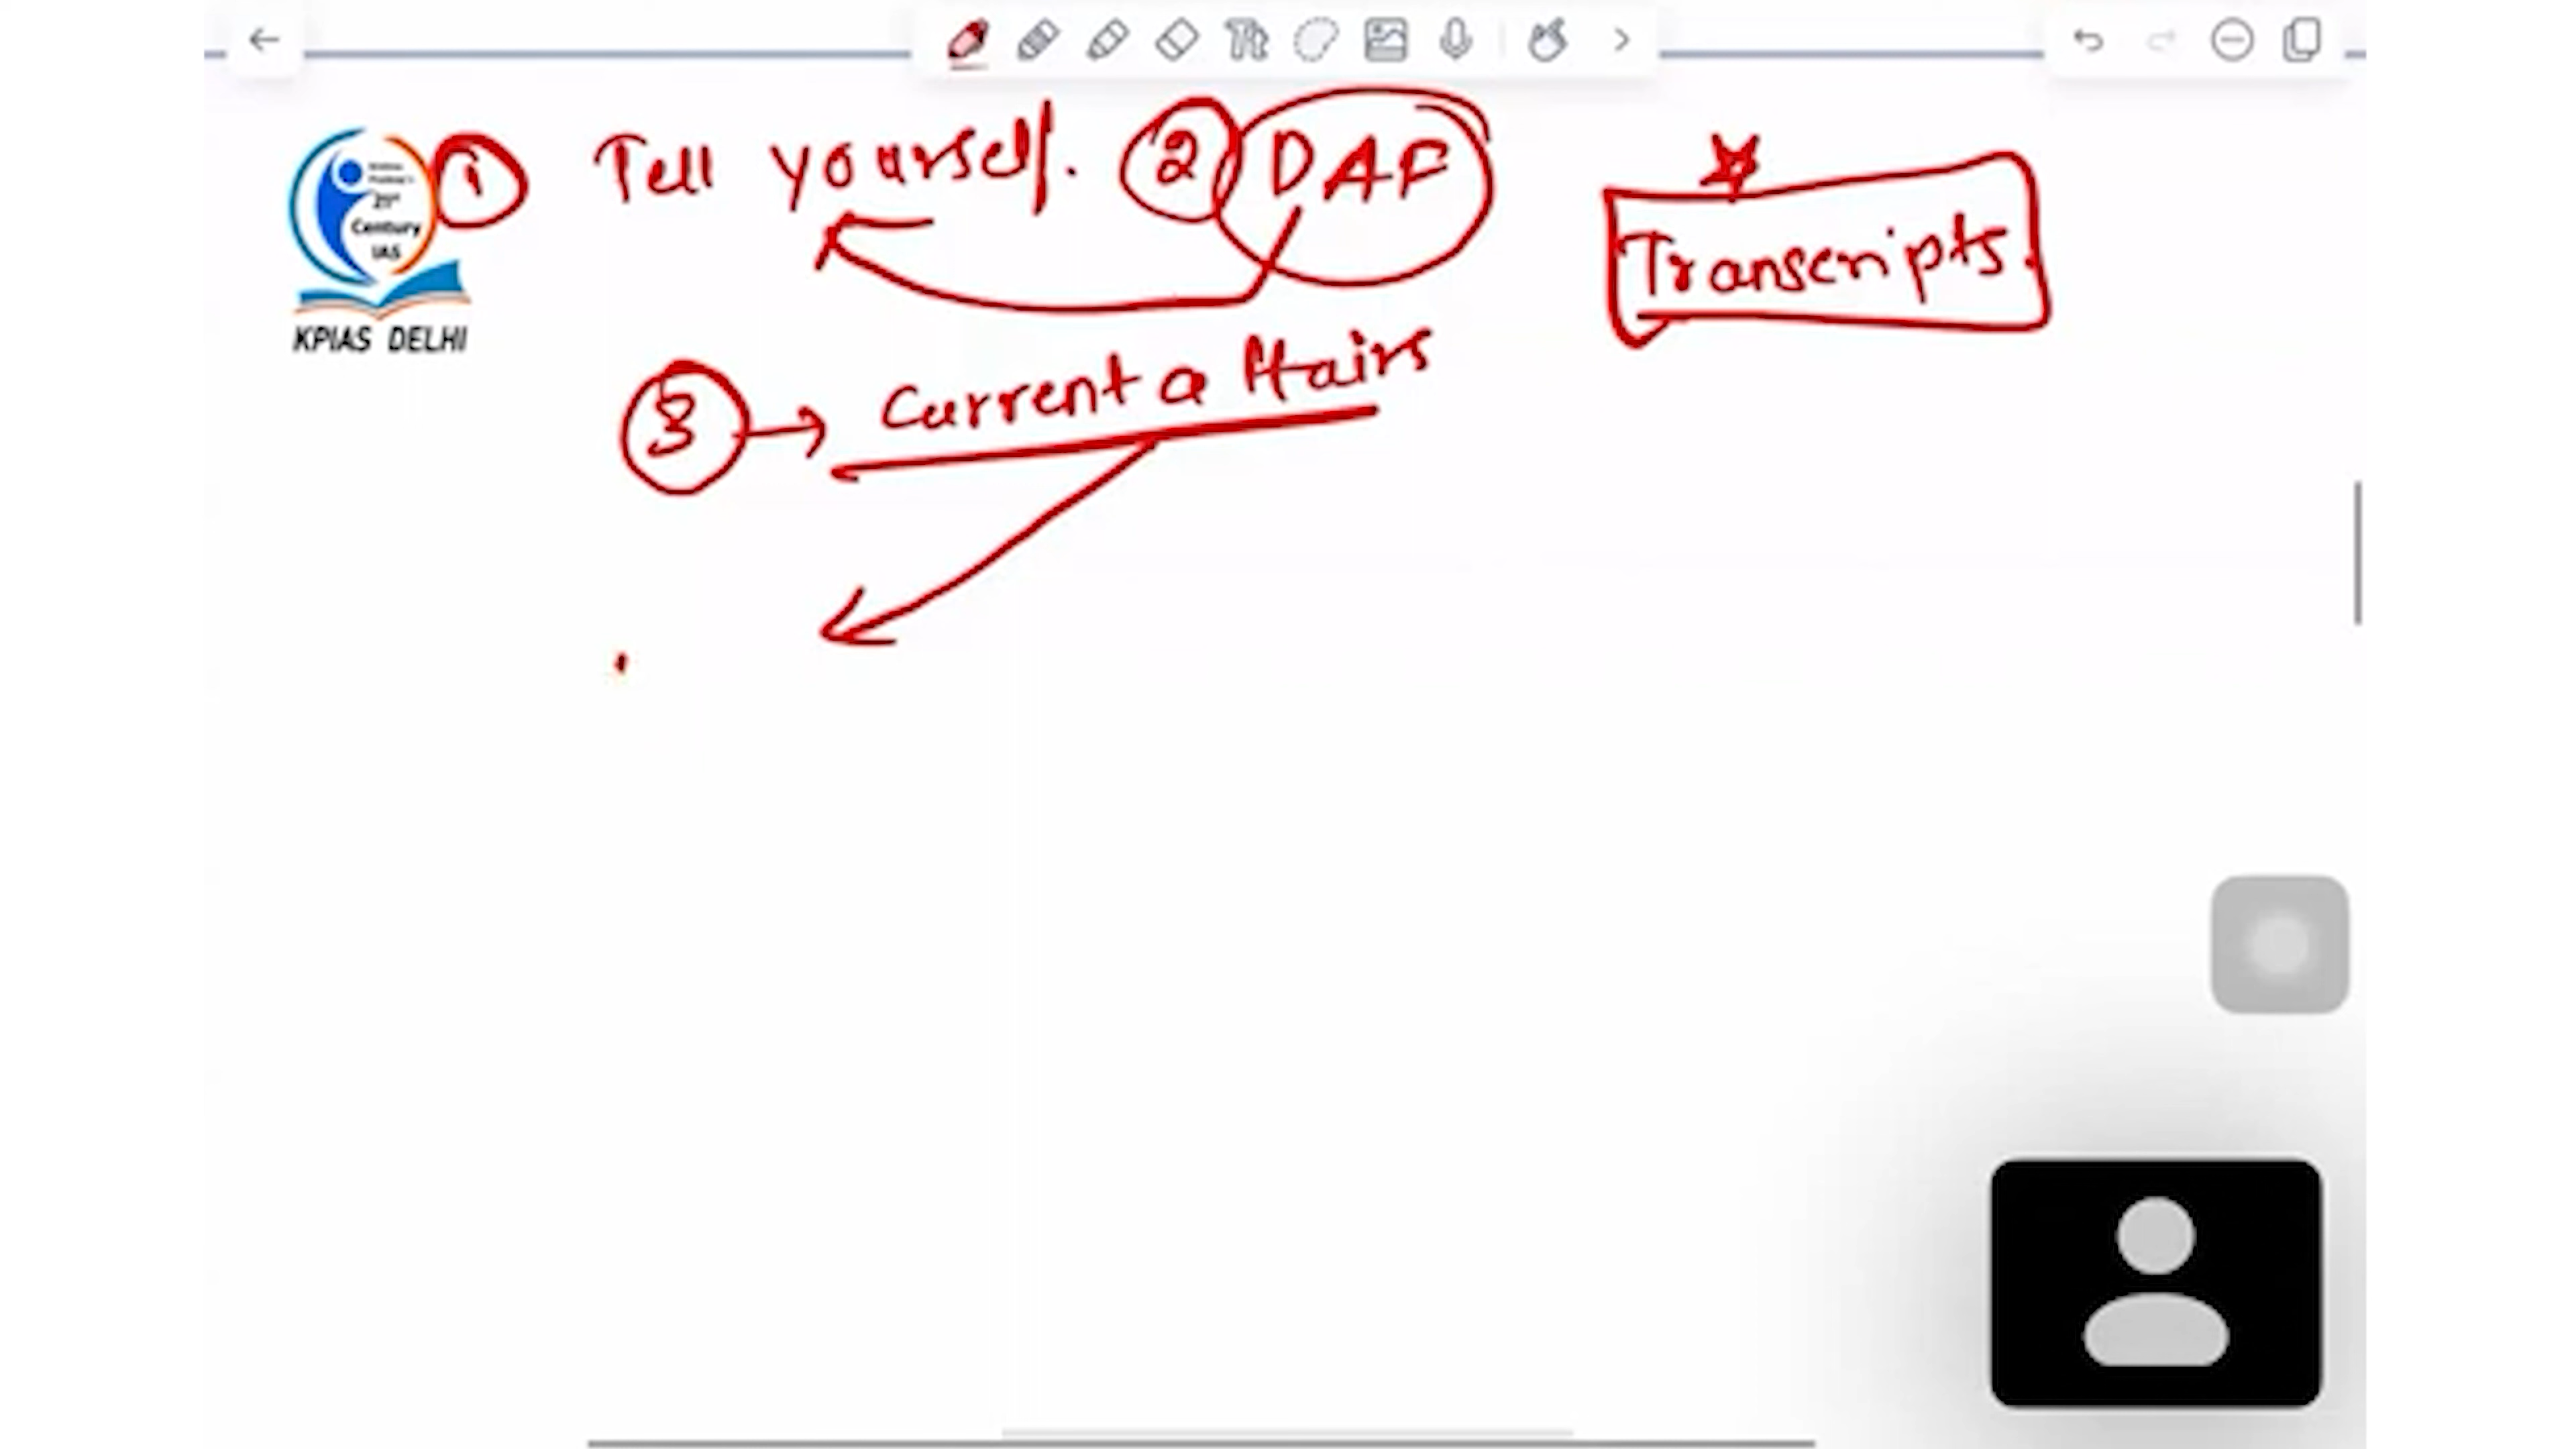 ① Tell yourself. ② DAF
Transcripts.
21st
Century
IAS
KPIAS DELHI
③ → Current affairs